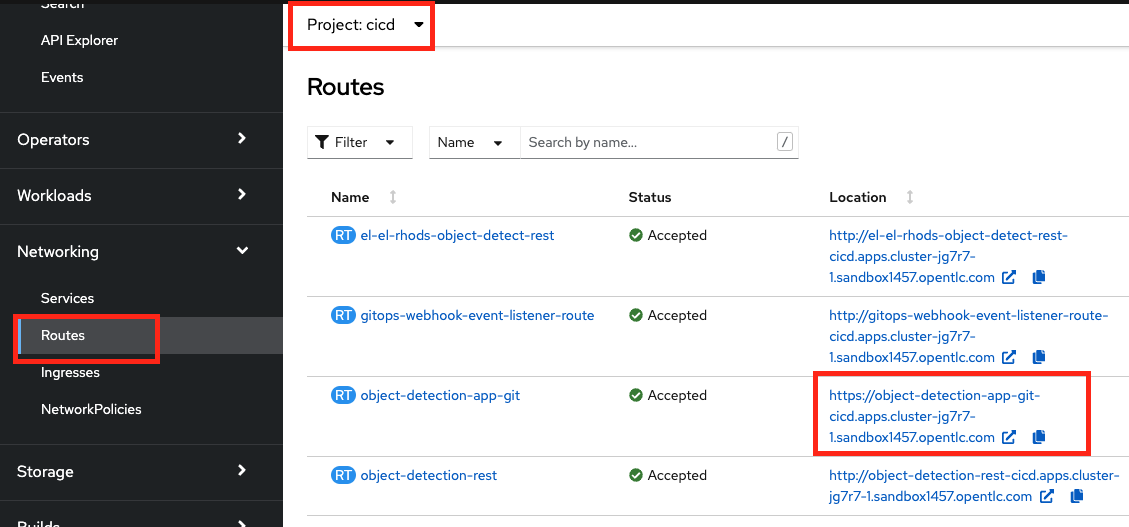 Search
API Explorer
Events
Operators
Workloads
Networking
Services
Routes
Ingresses
NetworkPolicies
Storage
Builds
Project: cicd
Routes
Filter Name Search by name... /
Name Status Location
RT el-el-rhods-object-detect-rest Accepted http://el-el-rhods-object-detect-rest-
cicd.apps.cluster-jg7r7-
1.sandbox1457.opentlc.com
RT gitops-webhook-event-listener-route Accepted http://gitops-webhook-event-listener-route-
cicd.apps.cluster-jg7r7-
1.sandbox1457.opentlc.com
RT object-detection-app-git Accepted https://object-detection-app-git-
cicd.apps.cluster-jg7r7-
1.sandbox1457.opentlc.com
RT object-detection-rest Accepted http://object-detection-rest-cicd.apps.cluster-
jg7r7-1.sandbox1457.opentlc.com